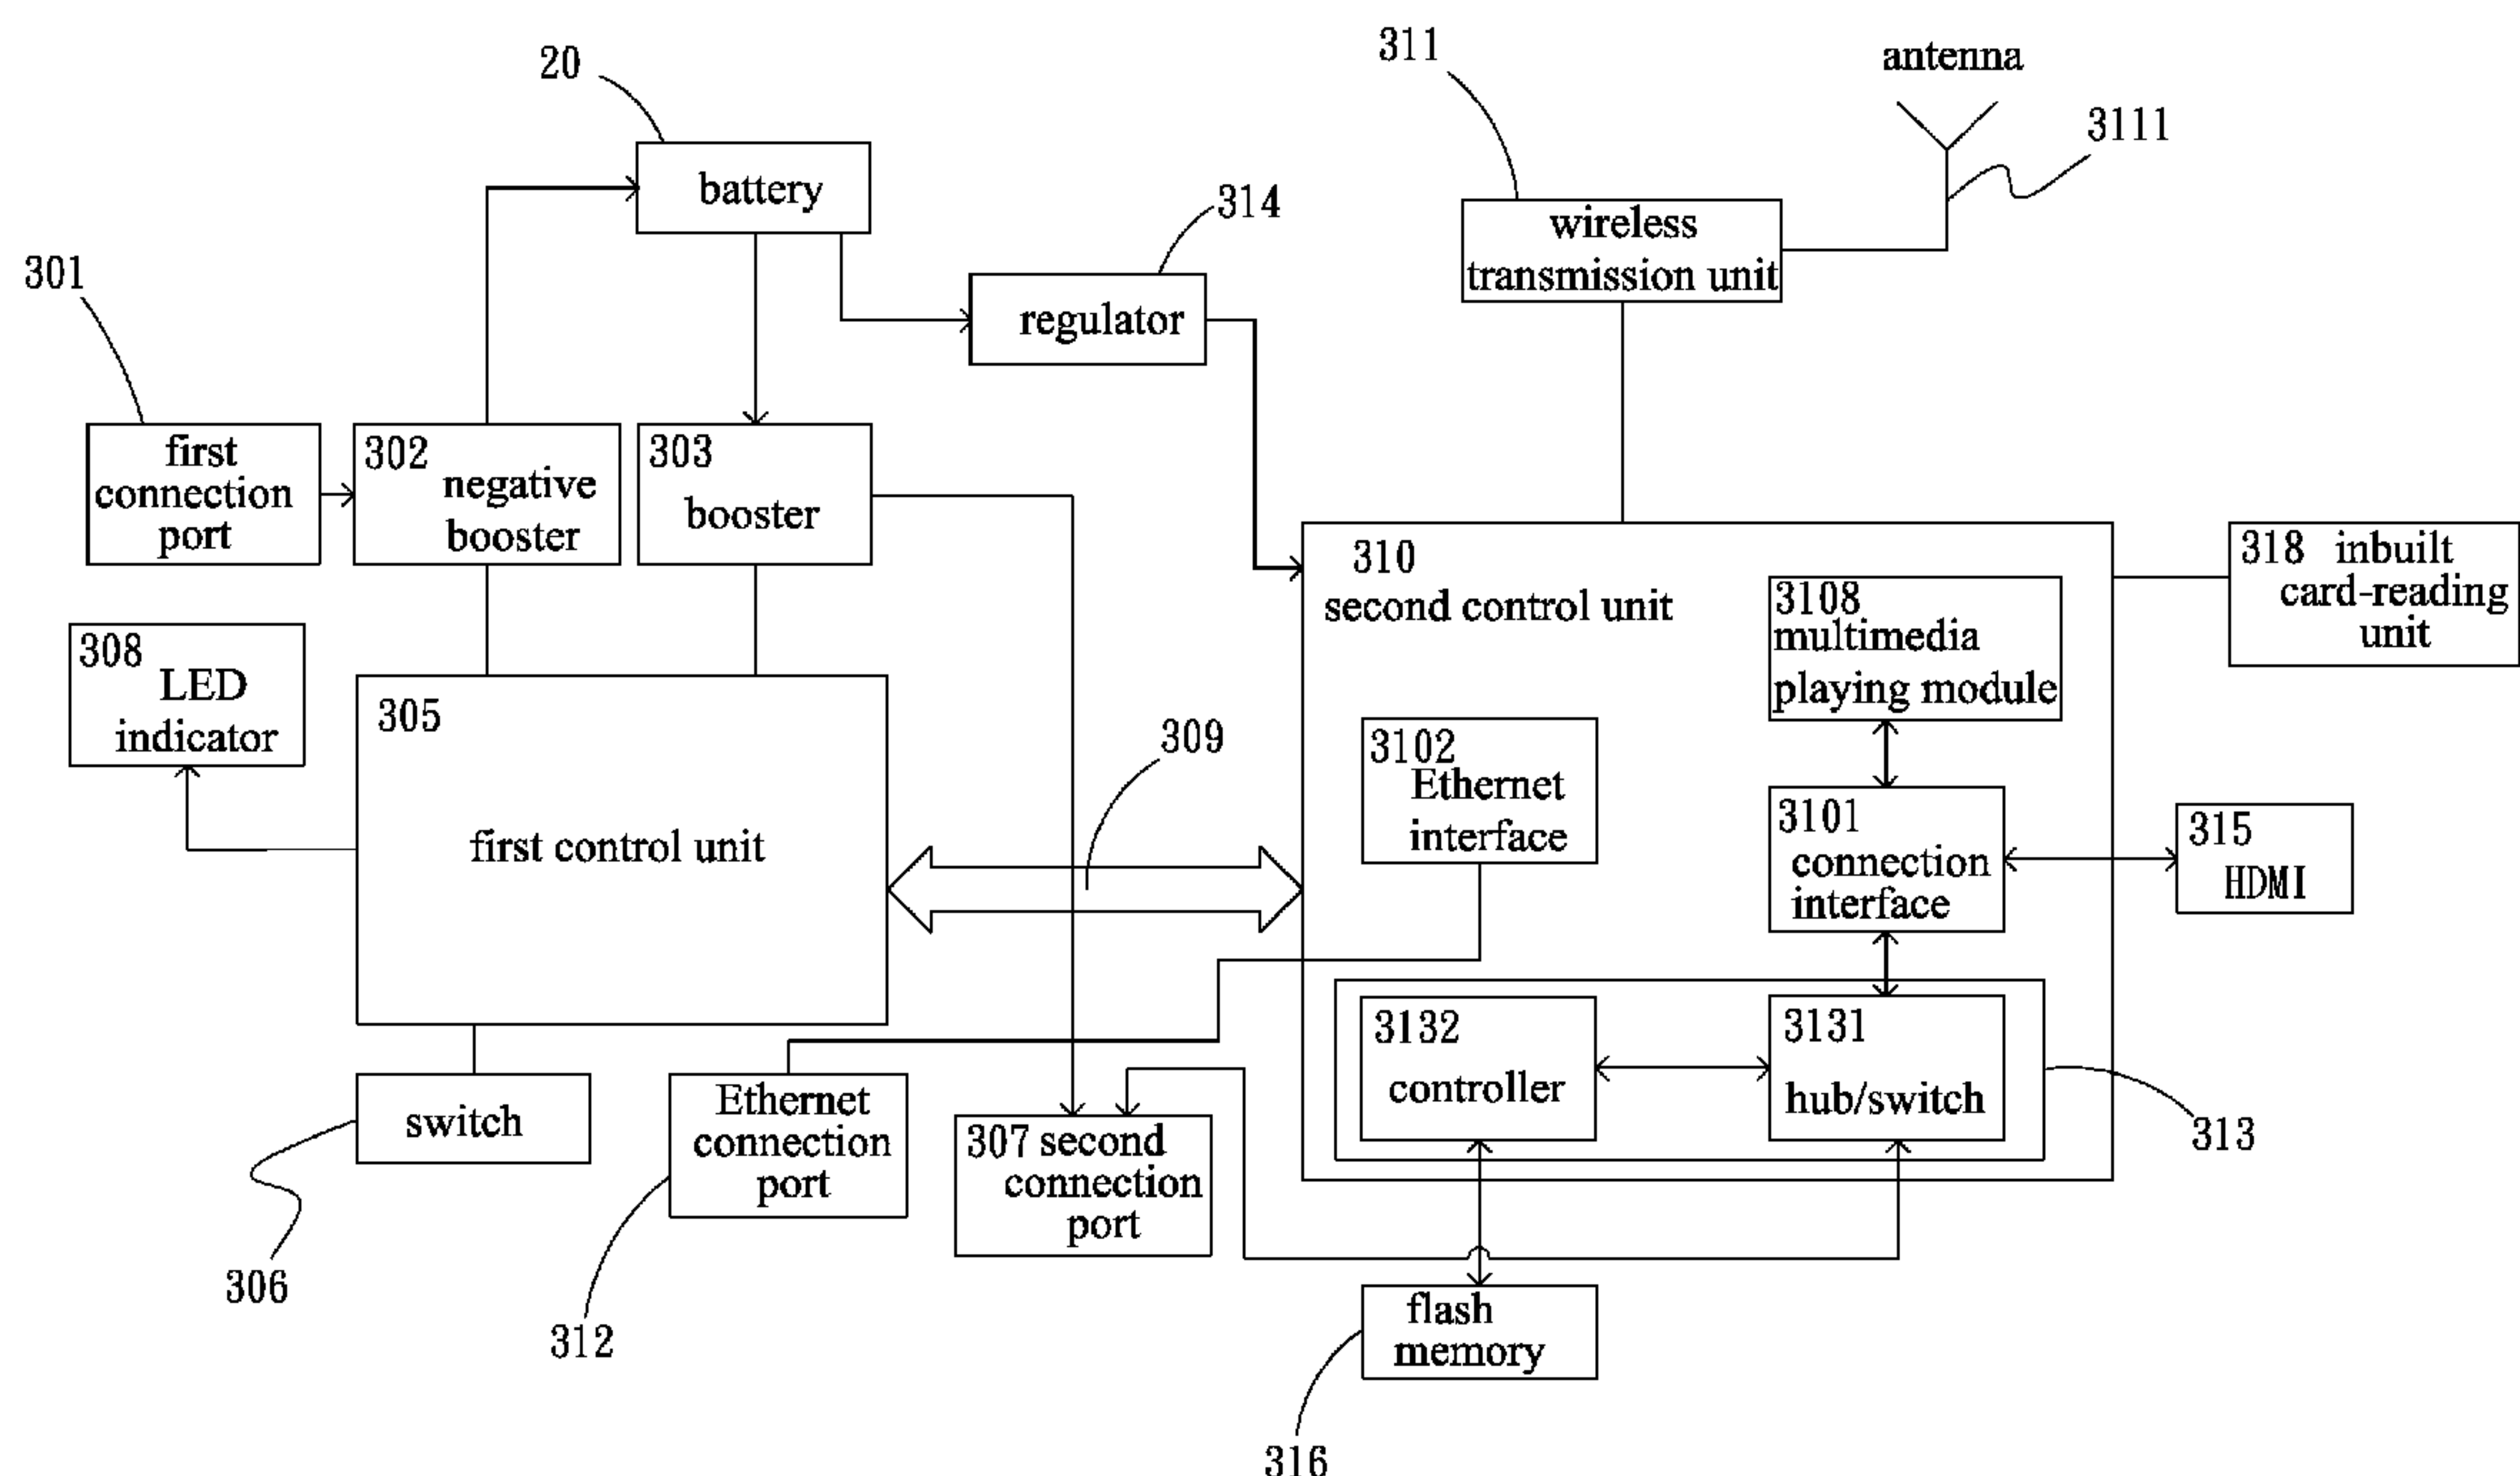 20
battery
311
antenna
3111
wireless
transmission unit
314
regulator
301
first
connection
port
302
negative
booster
303
booster
310
second control unit
318 inbuilt
card-reading
unit
3108
multimedia
playing module
308
LED
indicator
305
first control unit
309
3102
Ethernet
interface
3101
connection
interface
315
HDMI
3132
controller
3131
hub/switch
313
switch
306
Ethernet
connection
port
312
307 second
connection
port
flash
memory
316